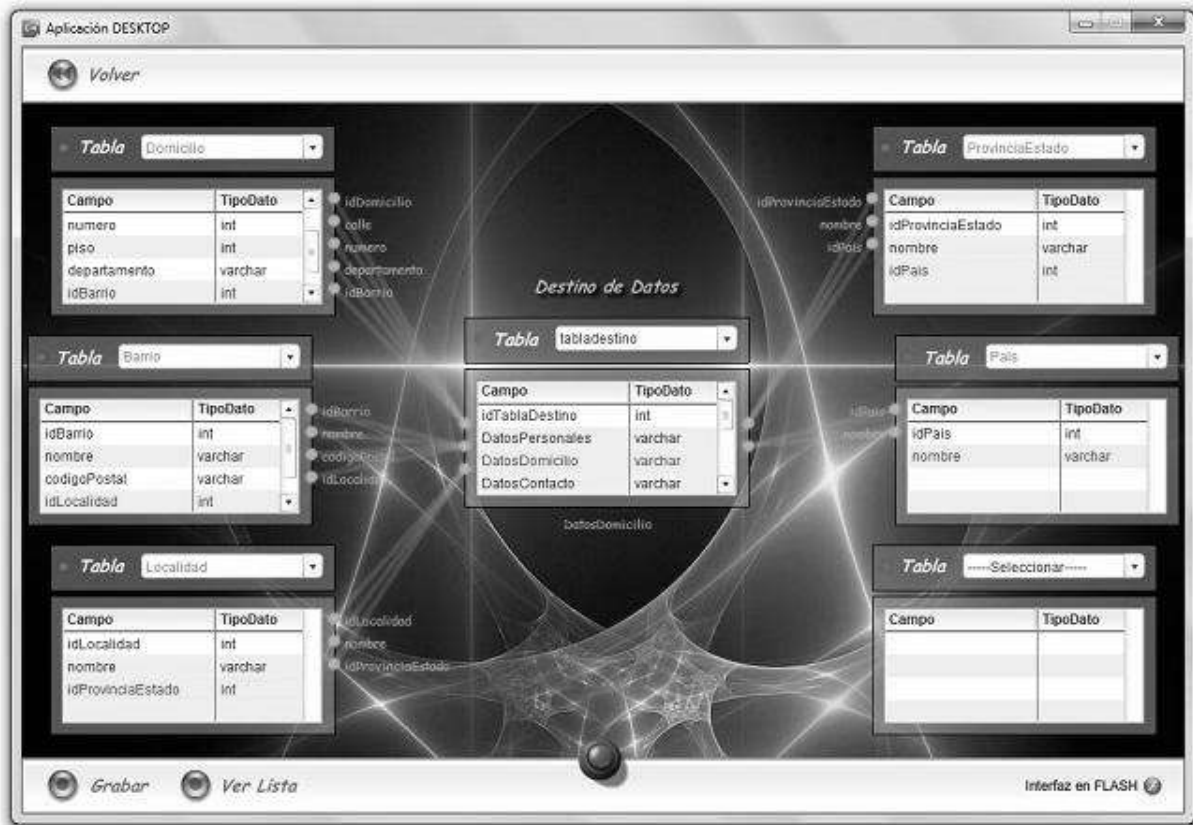 Aplicación DESKTOP
Volver
Tabla Domicilio
Campo TipoDato
numero int
piso int
departamento varchar
idBarrio int
idDomicilio
calle
numero
departamento
idBarrio
Tabla ProvinciaEstado
idProvinciaEstado
nombre
idPais
Campo TipoDato
idProvinciaEstado int
nombre varchar
idPais int
Destino de Datos
Tabla tabladestino
Campo TipoDato
idTablaDestino int
DatosPersonales varchar
DatosDomicilio varchar
DatosContacto varchar
DatosDomicilio
Tabla Barrio
Campo TipoDato
idBarrio int
nombre varchar
codigoPostal varchar
idLocalidad int
idBarrio
nombre
codigoPostal
idLocalidad
Tabla Pais
idPais
nombre
Campo TipoDato
idPais int
nombre varchar
Tabla Localidad
Campo TipoDato
idLocalidad int
nombre varchar
idProvinciaEstado int
idLocalidad
nombre
idProvinciaEstado
Tabla -----Seleccionar-----
Campo TipoDato
Grabar
Ver Lista
Interfaz en FLASH